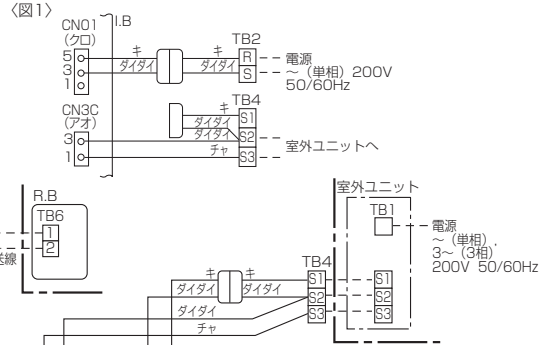 〈図1〉
CN01
I.B
(クロ)
5
3
1
キ
ダイダイ
キ
ダイダイ
TB2
R
S
電源
～ (単相) 200V
50/60Hz
CN3C
(アオ)
3
1
キ
ダイダイ
ダイダイ
チャ
TB4
S1
S2
S3
室外ユニットへ
R.B
TB6
1
2
送線
室外ユニット
TB1
電源
～ (単相) .
3～ (3相)
200V 50/60Hz
TB4
キ
キ
ダイダイ
ダイダイ
ダイダイ
チャ
S1
S2
S3
S1
S2
S3